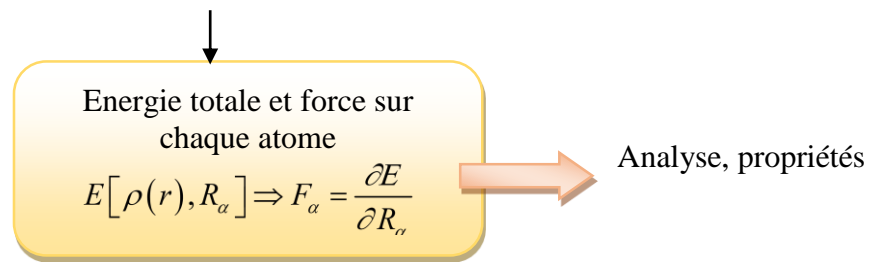 Energie totale et force sur
chaque atome
E[ρ(r), R_α] ⇒ F_α = ∂E/∂R_α
Analyse, propriétés